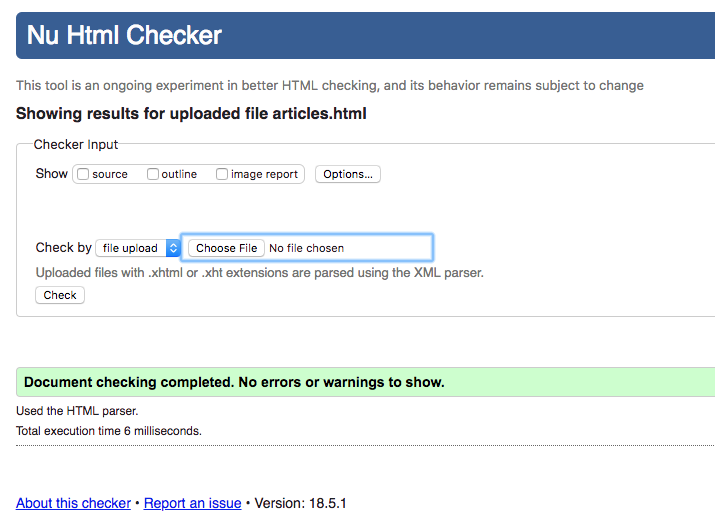 Nu Html Checker
This tool is an ongoing experiment in better HTML checking, and its behavior remains subject to change
Showing results for uploaded file articles.html
Checker Input
Show source outline image report Options...
Check by file upload Choose File No file chosen
Uploaded files with .xhtml or .xht extensions are parsed using the XML parser.
Check
Document checking completed. No errors or warnings to show.
Used the HTML parser.
Total execution time 6 milliseconds.
About this checker • Report an issue • Version: 18.5.1